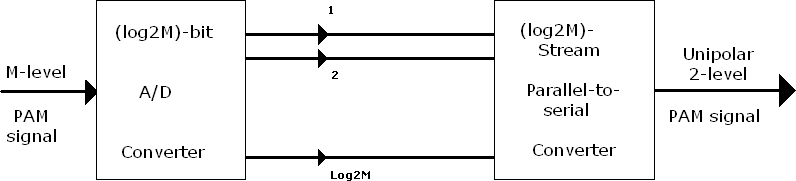 M-level
PAM
signal
(log2M)-bit
A/D
Converter
1
2
Log2M
(log2M)-
Stream
Parallel-to-
serial
Converter
Unipolar
2-level
PAM signal